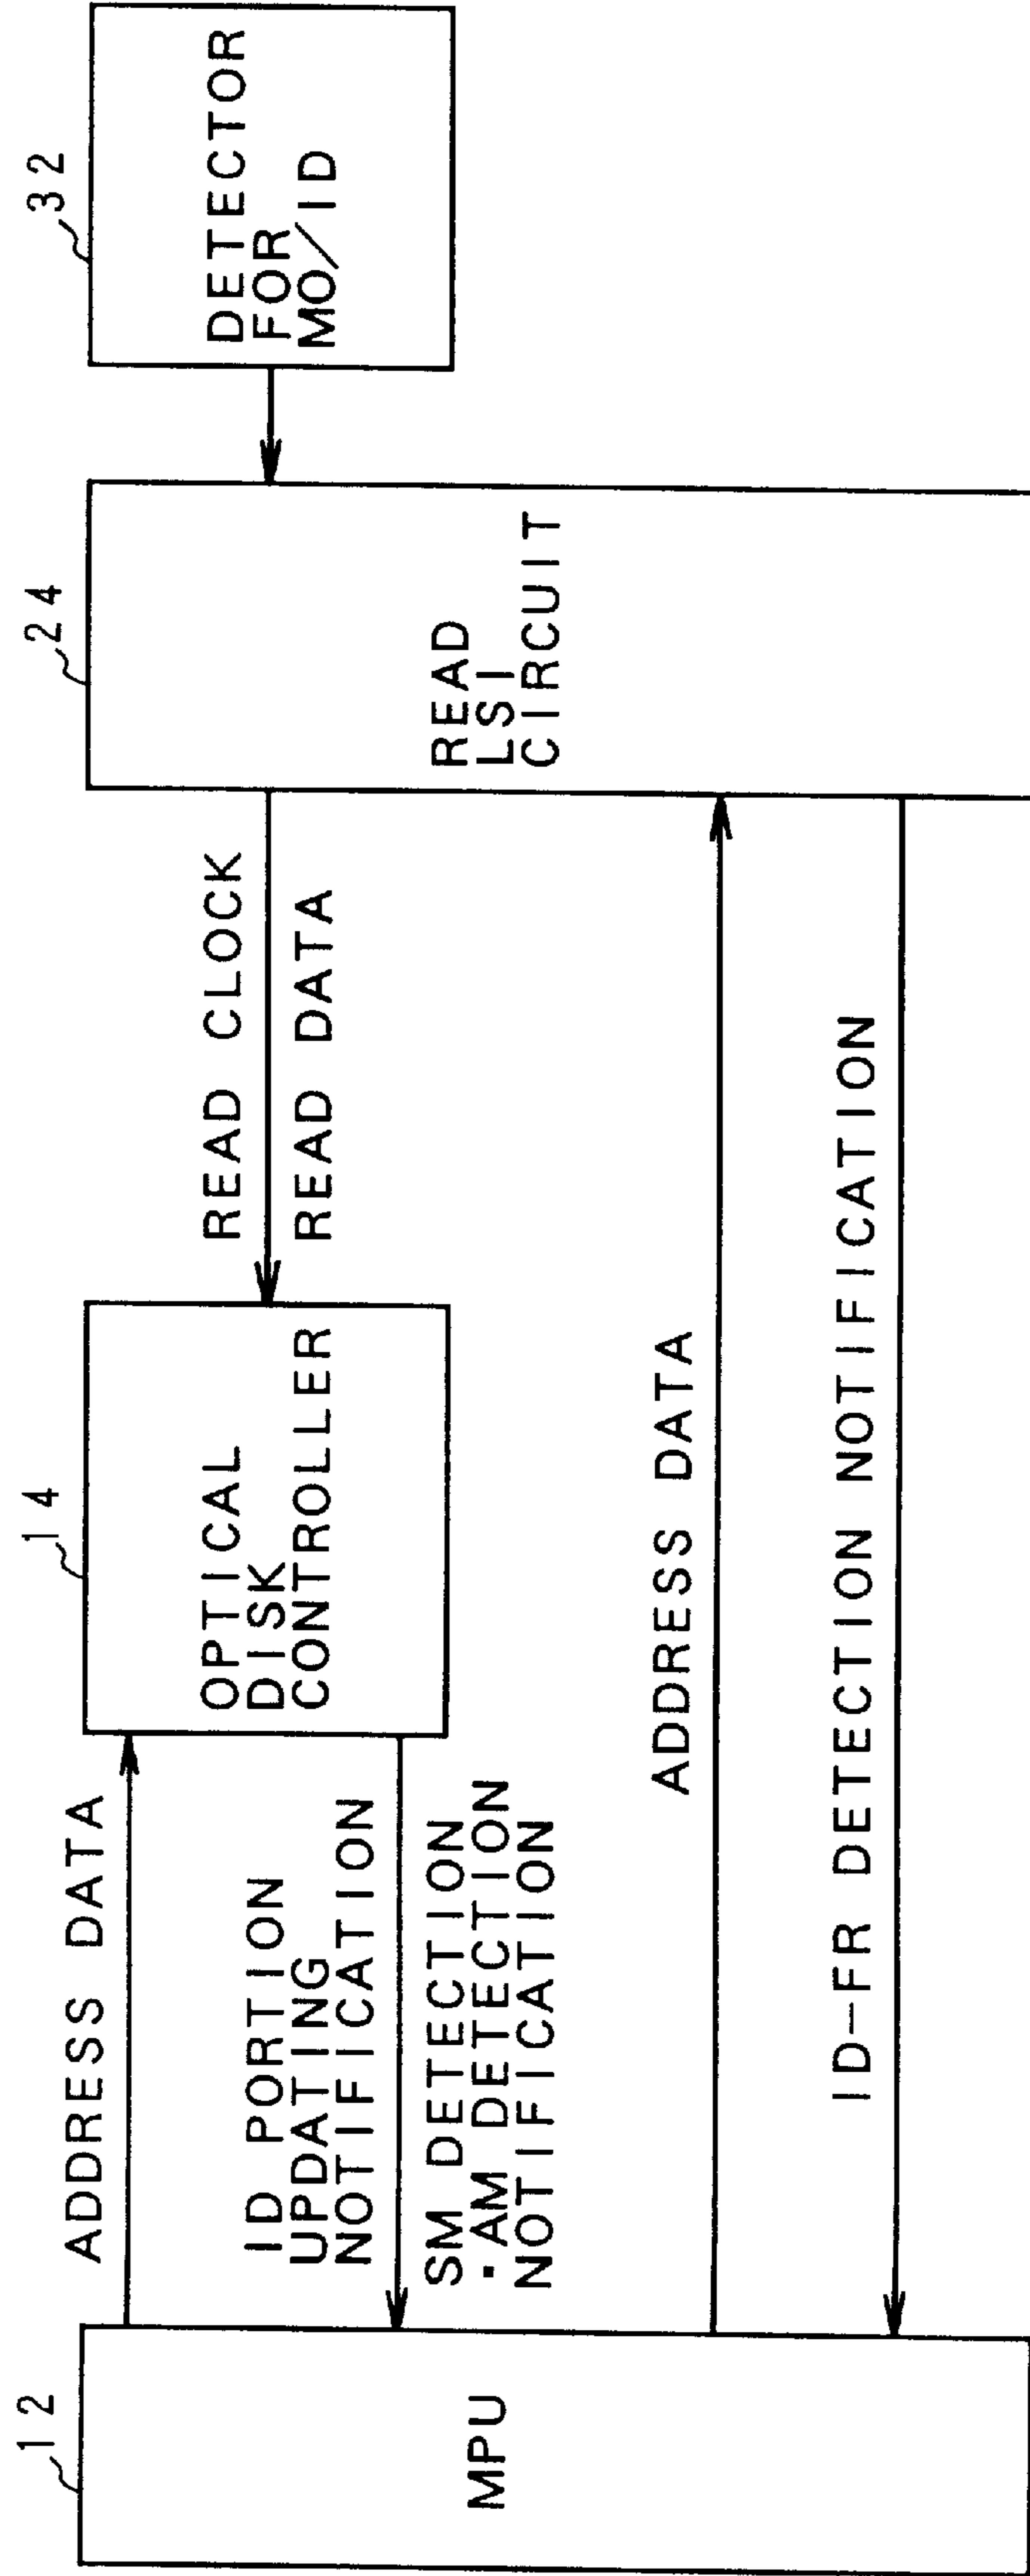 12
MPU
ADDRESS DATA
ID PORTION
UPDATING
NOTIFICATION
SM DETECTION
・AM DETECTION
NOTIFICATION
14
OPTICAL
DISK
CONTROLLER
READ CLOCK
READ DATA
ADDRESS DATA
ID-FR DETECTION NOTIFICATION
24
READ
LSI
CIRCUIT
32
DETECTOR
FOR
MO/ID